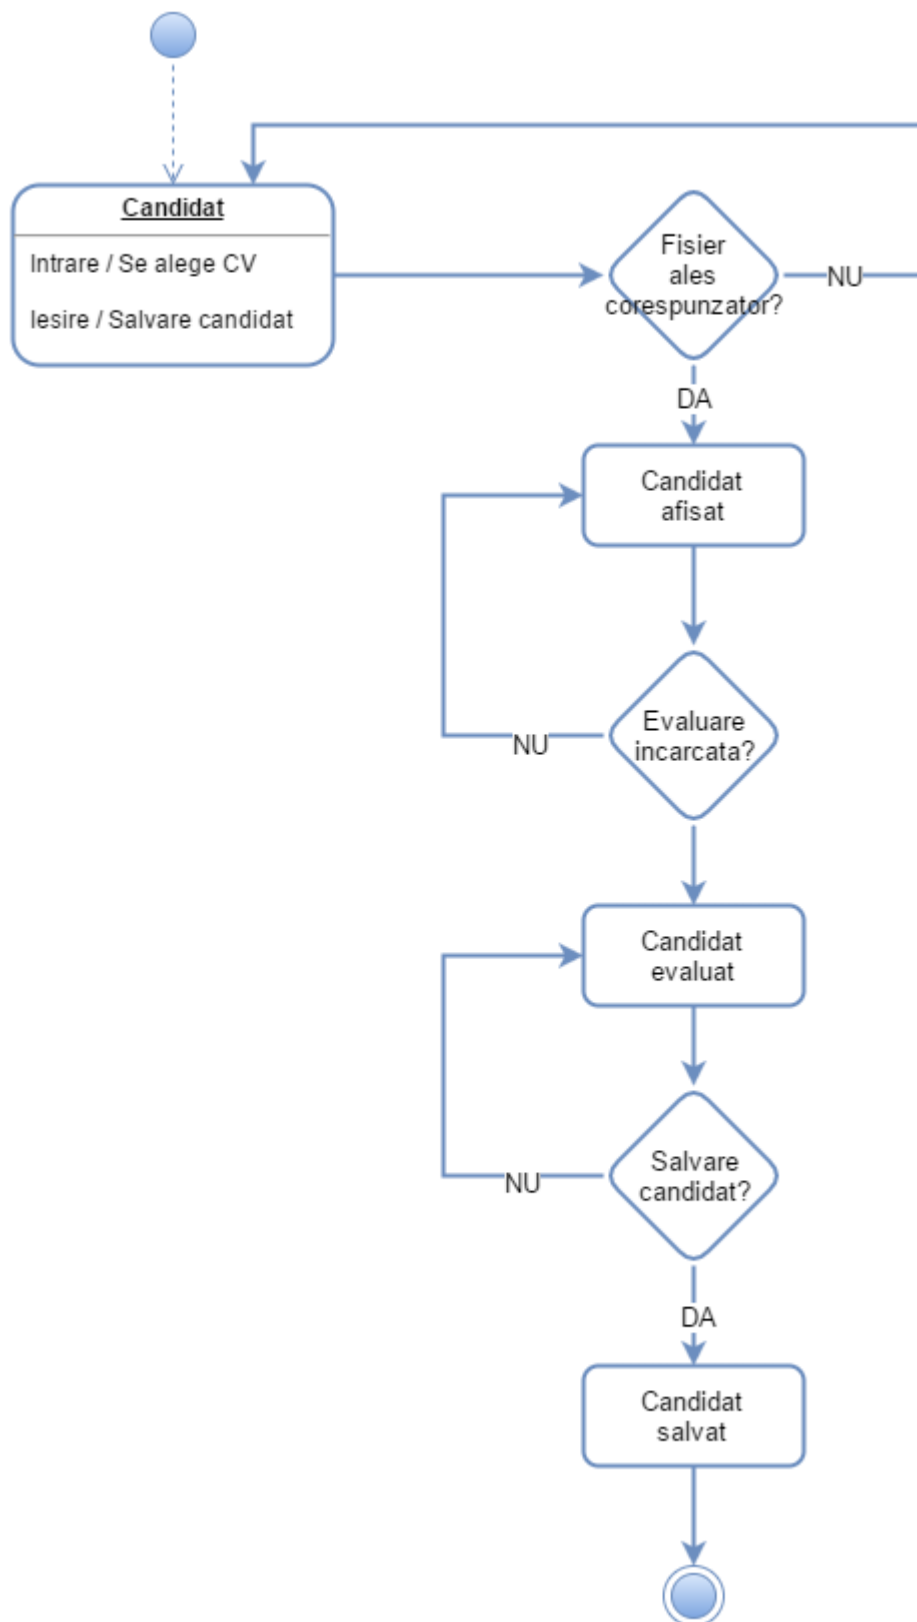 Candidat
Intrare / Se alege CV
Iesire / Salvare candidat
Fisier
ales
corespunzator?
NU
DA
Candidat
afisat
Evaluare
incarcata?
NU
Candidat
evaluat
Salvare
candidat?
NU
DA
Candidat
salvat